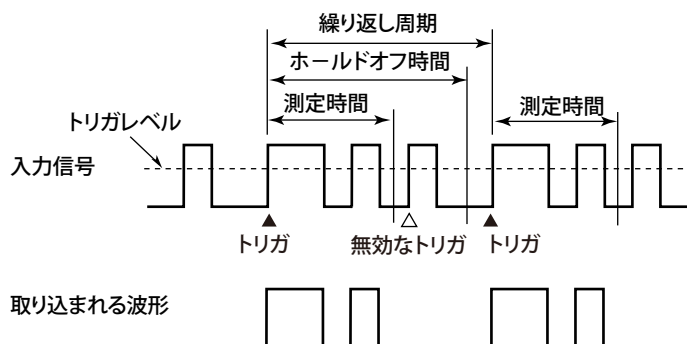 繰り返し周期
ホールドオフ時間
測定時間
測定時間
トリガレベル
入力信号
トリガ
無効なトリガ
トリガ
取り込まれる波形